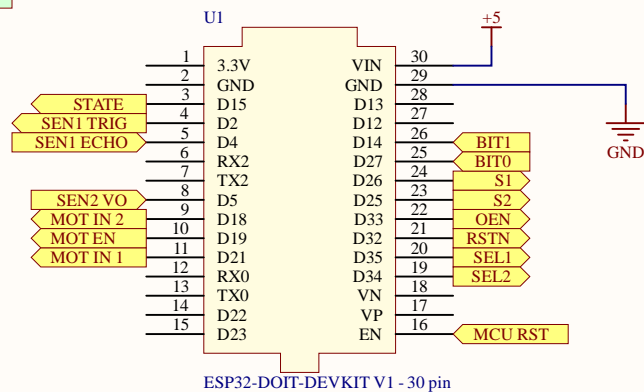 U1
+5
1 3.3V VIN 30
2 GND GND 29
STATE 3 D15 D13 28
SEN1 TRIG 4 D2 D12 27
SEN1 ECHO 5 D4 D14 26 BIT1
6 RX2 D27 25 BIT0
7 TX2 D26 24 S1
SEN2 VO 8 D5 D25 23 S2
MOT IN 2 9 D18 D33 22 OEN
MOT EN 10 D19 D32 21 RSTN
MOT IN 1 11 D21 D35 20 SEL1
12 RX0 D34 19 SEL2
13 TX0 VN 18
14 D22 VP 17
15 D23 EN 16 MCU RST
GND
ESP32-DOIT-DEVKIT V1 - 30 pin